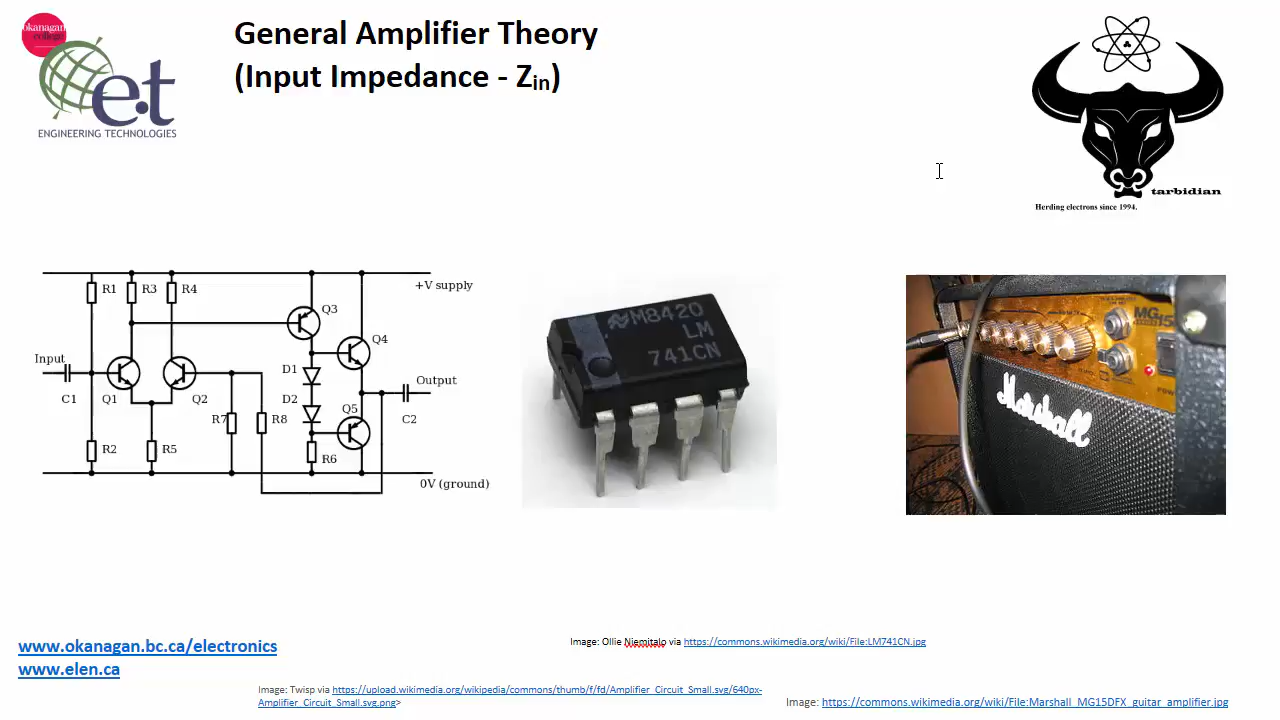 okanagan
college
e.t
ENGINEERING TECHNOLOGIES
General Amplifier Theory
(Input Impedance - Zin)
tarbidian
Herding electrons since 1994.
R1
R3
R4
+V supply
Q3
Q4
Input
D1
Output
C1
Q1
Q2
D2
Q5
R7
R8
C2
R2
R5
R6
0V (ground)
M8420
LM
741CN
MG15
Marshall
www.okanagan.bc.ca/electronics
www.elen.ca
Image: Ollie Niemitalo via https://commons.wikimedia.org/wiki/File:LM741CN.jpg
Image: Twisp via https://upload.wikimedia.org/wikipedia/commons/thumb/f/fd/Amplifier_Circuit_Small.svg/640px-
Amplifier_Circuit_Small.svg.png>
Image: https://commons.wikimedia.org/wiki/File:Marshall_MG15DFX_guitar_amplifier.jpg